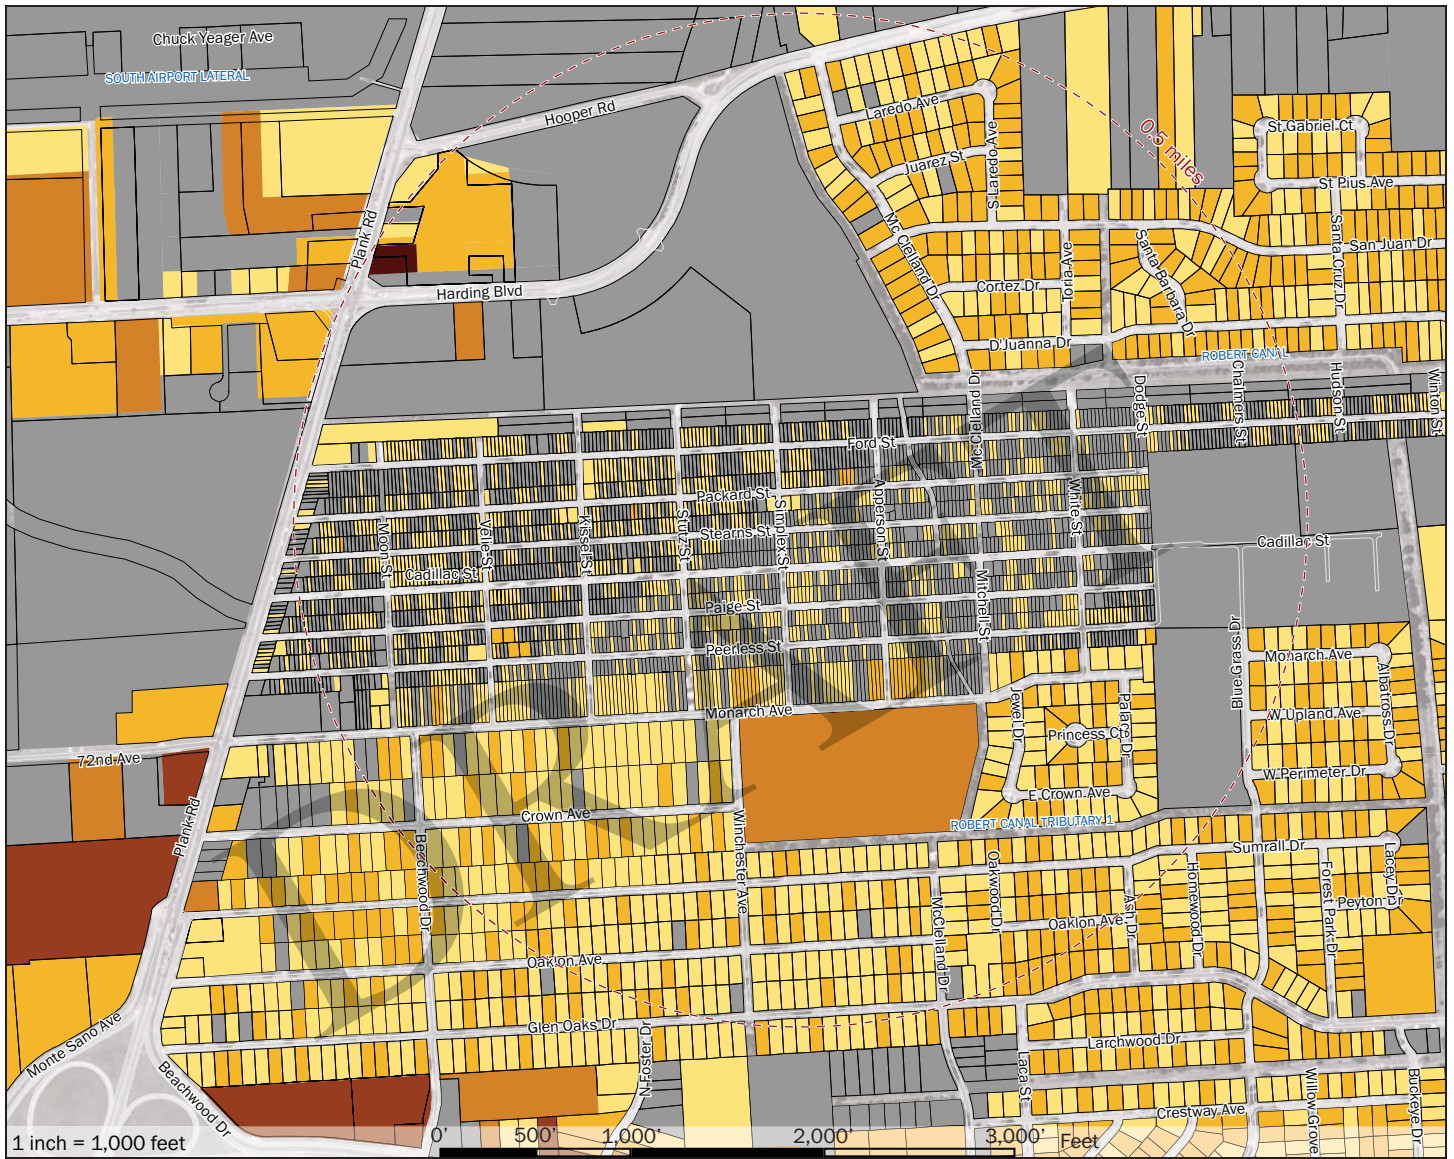 Chuck Yeager Ave
SOUTH AIRPORT LATERAL
Hooper Rd
Plank Rd
Harding Blvd
0.5 miles
Laredo Ave
Juarez St
S Laredo Ave
Mc Clelland Dr
Cortez Dr
Toria Ave
Santa Barbara Dr
D'Juanna Dr
St Gabriel Ct
St Pius Ave
San Juan Dr
Santa Cruz Dr
ROBERT CANAL
Mc Clelland Dr
Dodge St
Chalmers St
Hudson St
Winton St
Ford St
Packard St
Stearns St
Cadillac St
Paige St
Peerless St
Moon St
Velie St
Kissel St
Stutz St
Simplex St
Apperson St
White St
Mitchell St
Cadillac St
Blue Grass Dr
Monarch Ave
Albatross Dr
W Upland Ave
W Perimeter Dr
Monarch Ave
Jewel Dr
Palace Dr
Princess Ct
E Crown Ave
ROBERT CANAL TRIBUTARY 1
72nd Ave
Plank Rd
Crown Ave
Beechwood Dr
Winchester Ave
Oakwood Dr
McClelland Dr
Oaklon Ave
Ash Dr
Homewood Dr
Sumrall Dr
Forest Park Dr
Lacey Dr
Peyton Dr
Oaklon Ave
Glen Oaks Dr
N Foster Dr
Laca St
Larchwood Dr
Crestway Ave
Willow Grove
Buckeye Dr
Monte Sano Ave
Beechwood Dr
DRAFT
1 inch = 1,000 feet
0' 500' 1,000' 2,000' 3,000' Feet